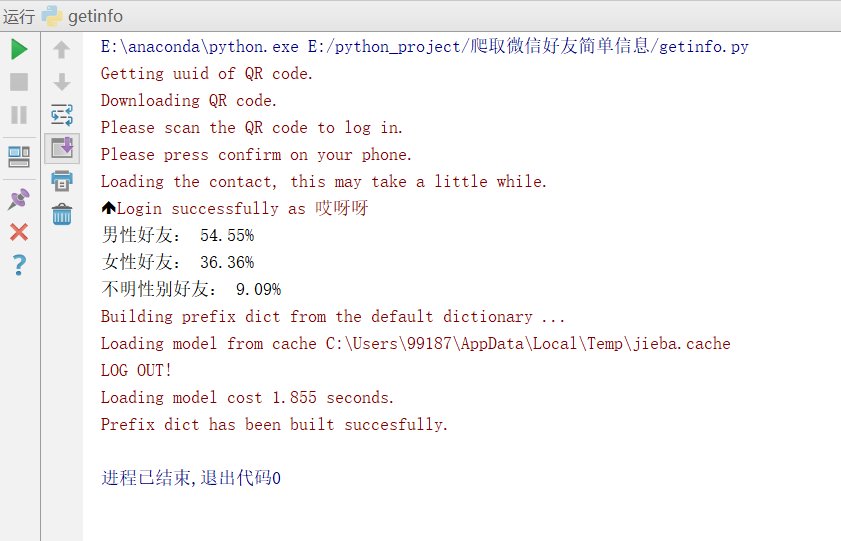 运行 getinfo
E:\anaconda\python.exe E:/python_project/爬取微信好友简单信息/getinfo.py
Getting uuid of QR code.
Downloading QR code.
Please scan the QR code to log in.
Please press confirm on your phone.
Loading the contact, this may take a little while.
🡹Login successfully as 哎呀呀
男性好友： 54.55%
女性好友： 36.36%
不明性别好友： 9.09%
Building prefix dict from the default dictionary ...
Loading model from cache C:\Users\99187\AppData\Local\Temp\jieba.cache
LOG OUT!
Loading model cost 1.855 seconds.
Prefix dict has been built succesfully.
进程已结束,退出代码0